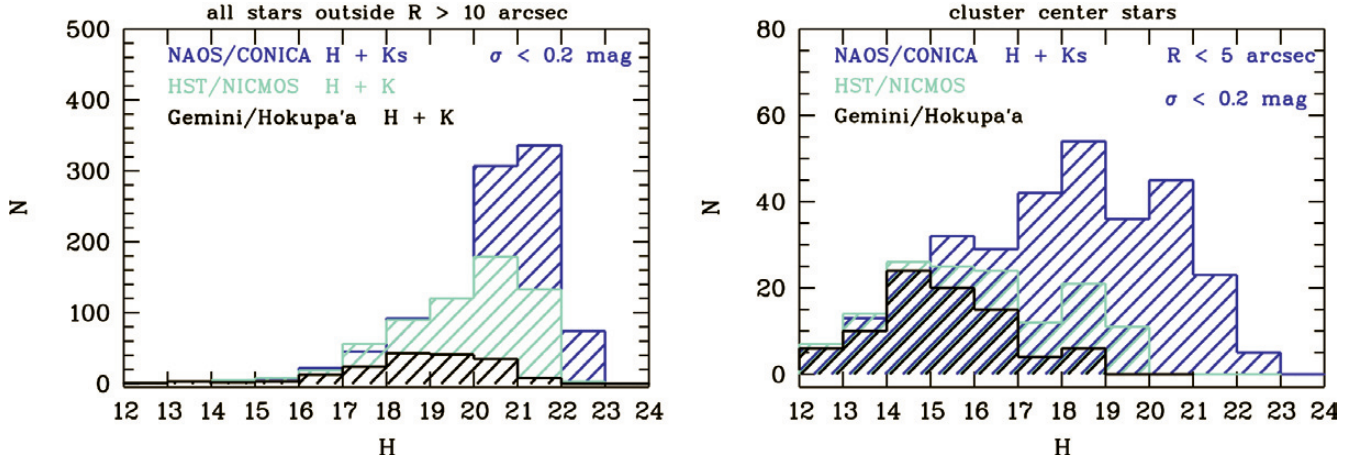 all stars outside R > 10 arcsec
500
400
300
200
100
0
N
NAOS/CONICA H + Ks σ < 0.2 mag
HST/NICMOS H + K
Gemini/Hokupa'a H + K
12 13 14 15 16 17 18 19 20 21 22 23 24
H
cluster center stars
80
60
40
20
0
N
NAOS/CONICA H + Ks R < 5 arcsec
HST/NICMOS σ < 0.2 mag
Gemini/Hokupa'a
12 13 14 15 16 17 18 19 20 21 22 23 24
H